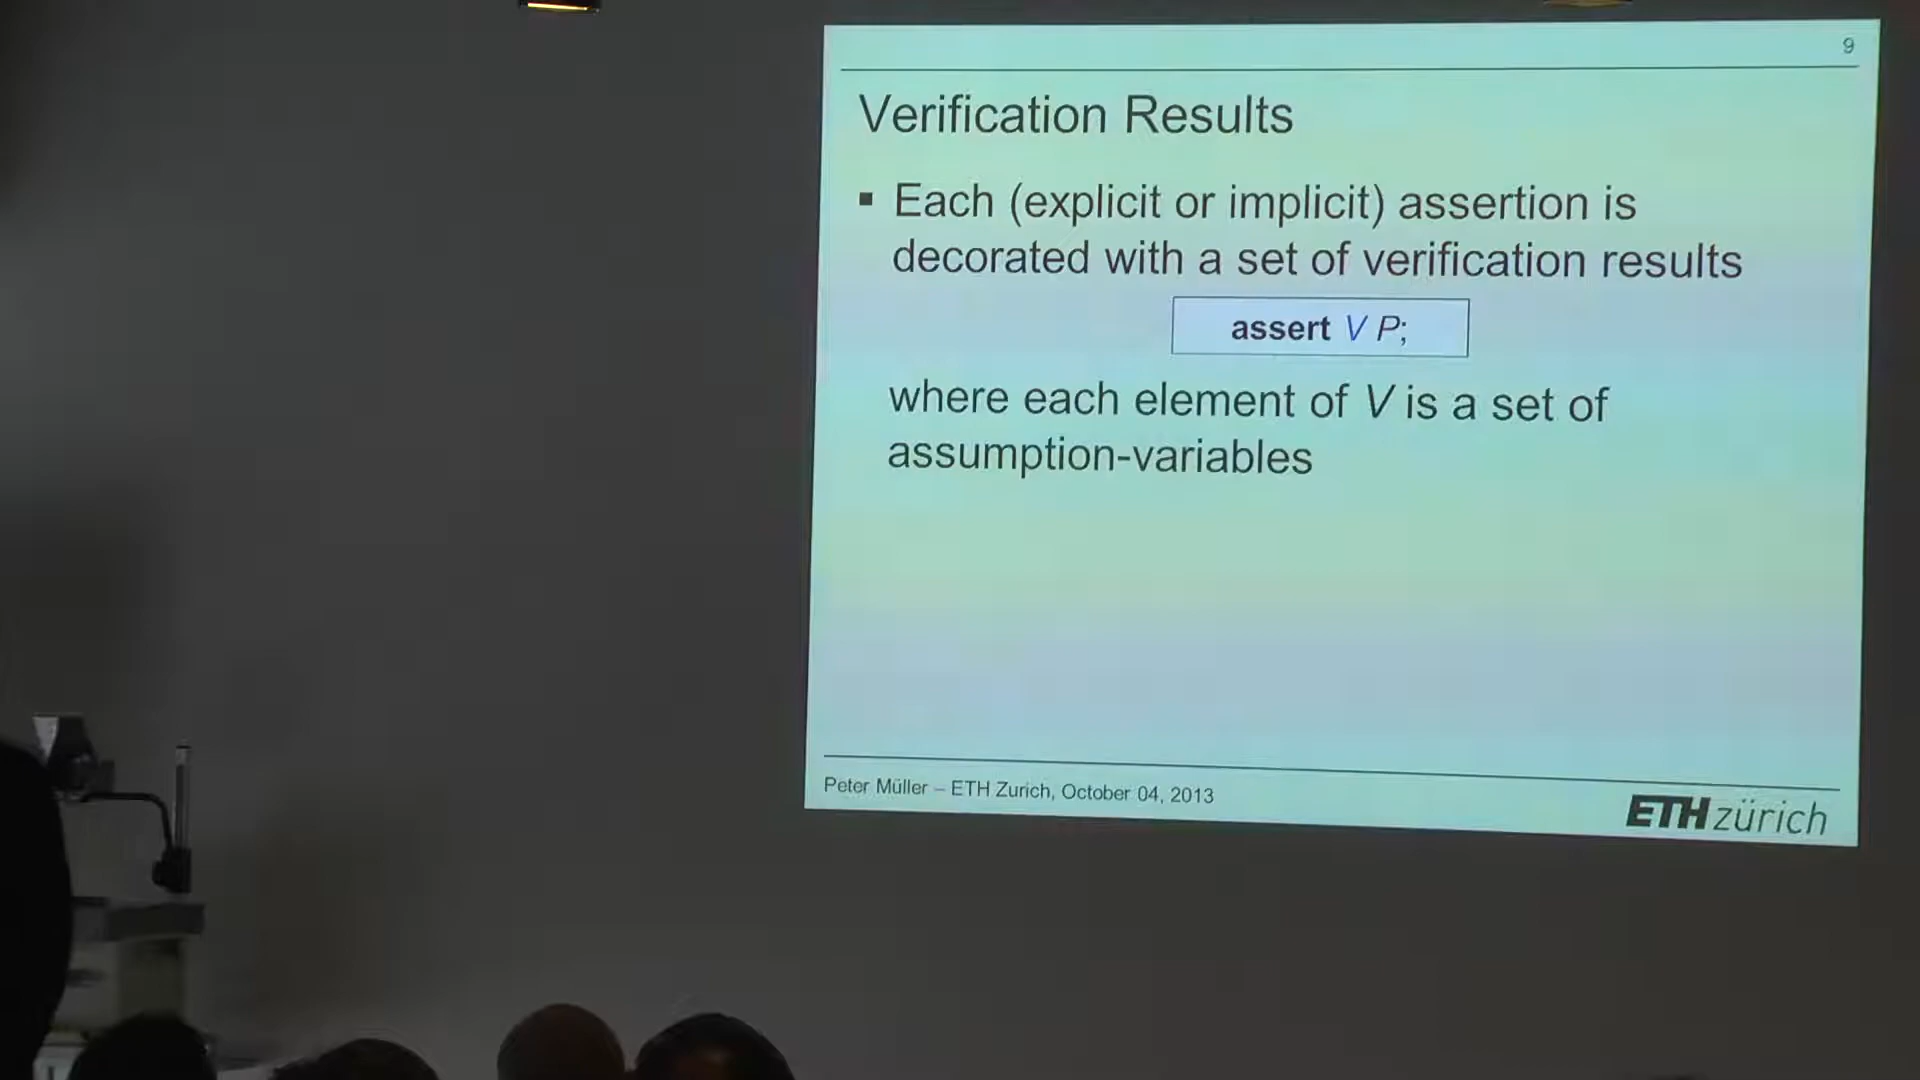 9
Verification Results
▪ Each (explicit or implicit) assertion is
decorated with a set of verification results
assert V P;
where each element of V is a set of
assumption-variables
Peter Müller – ETH Zurich, October 04, 2013
ETH zürich